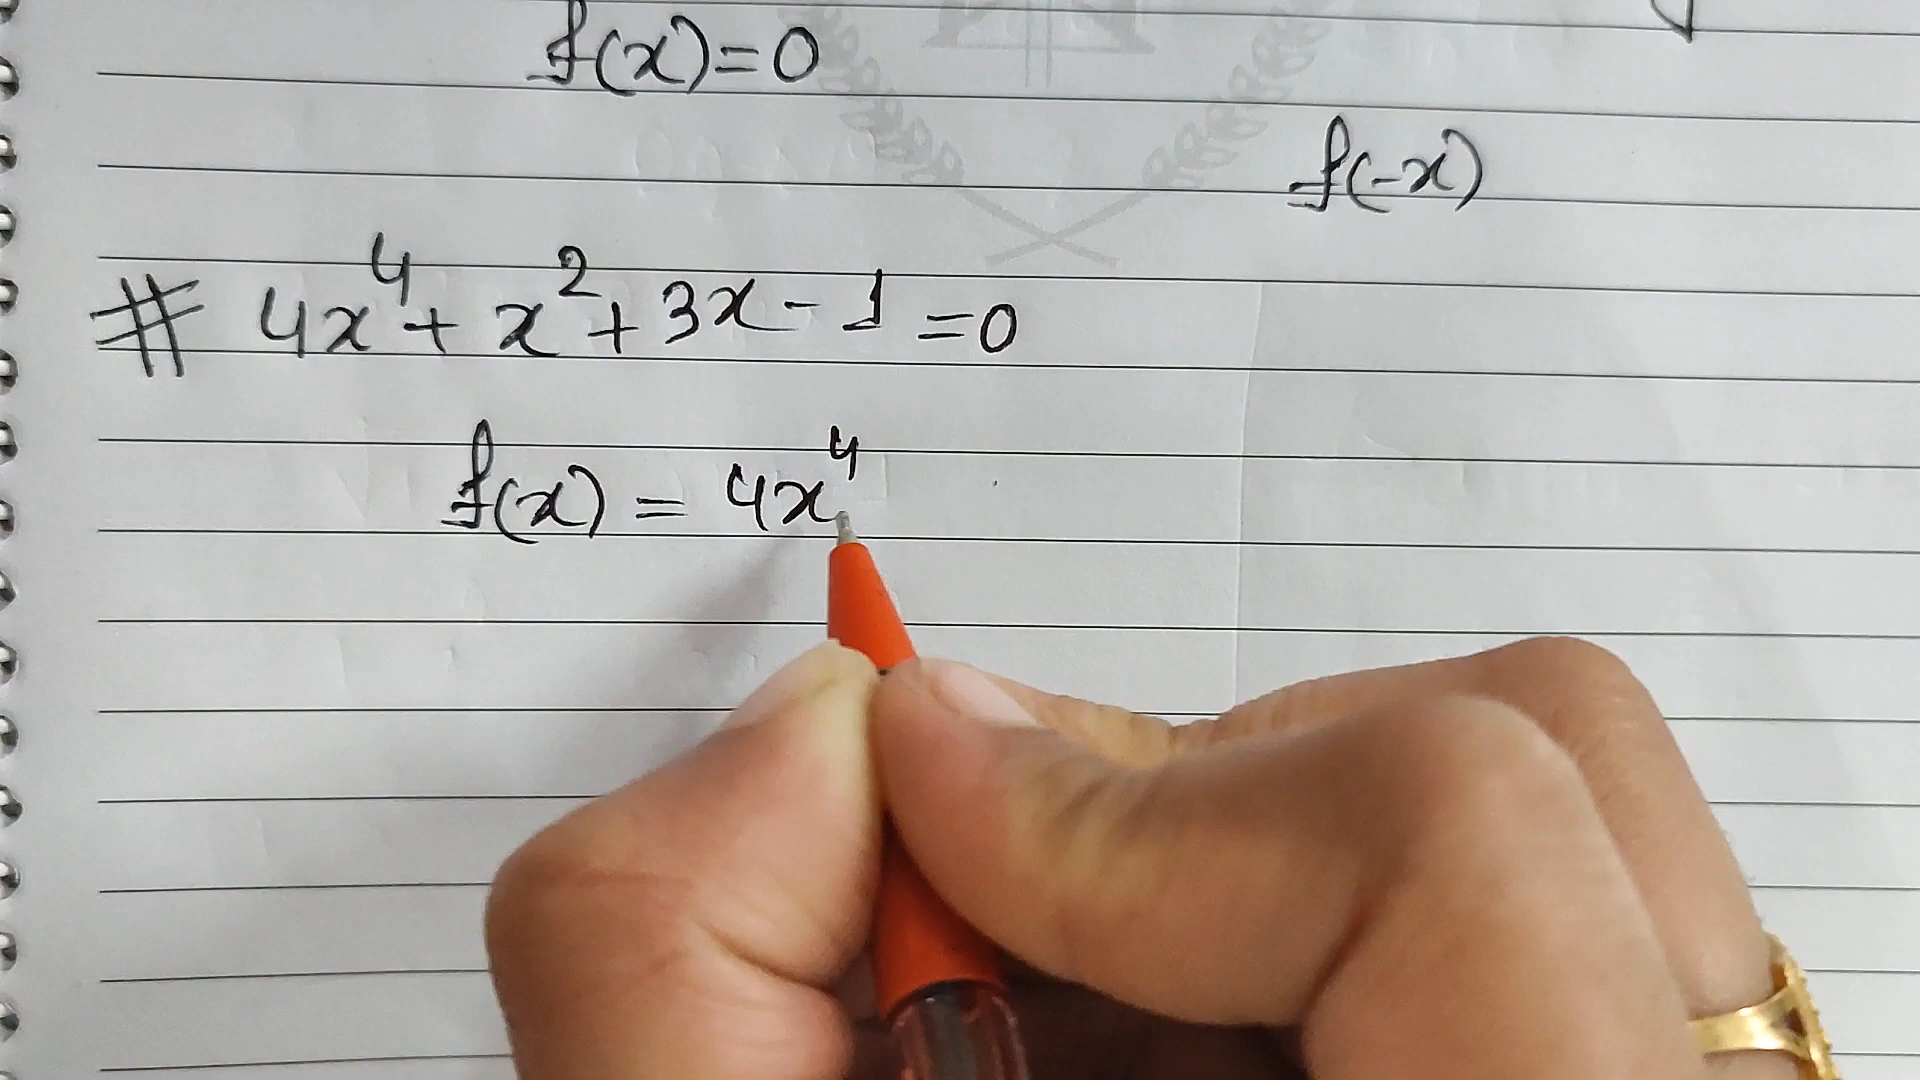 f(x)=0
f(-x)
# 4x⁴+x²+3x-1=0
f(x) = 4x⁴